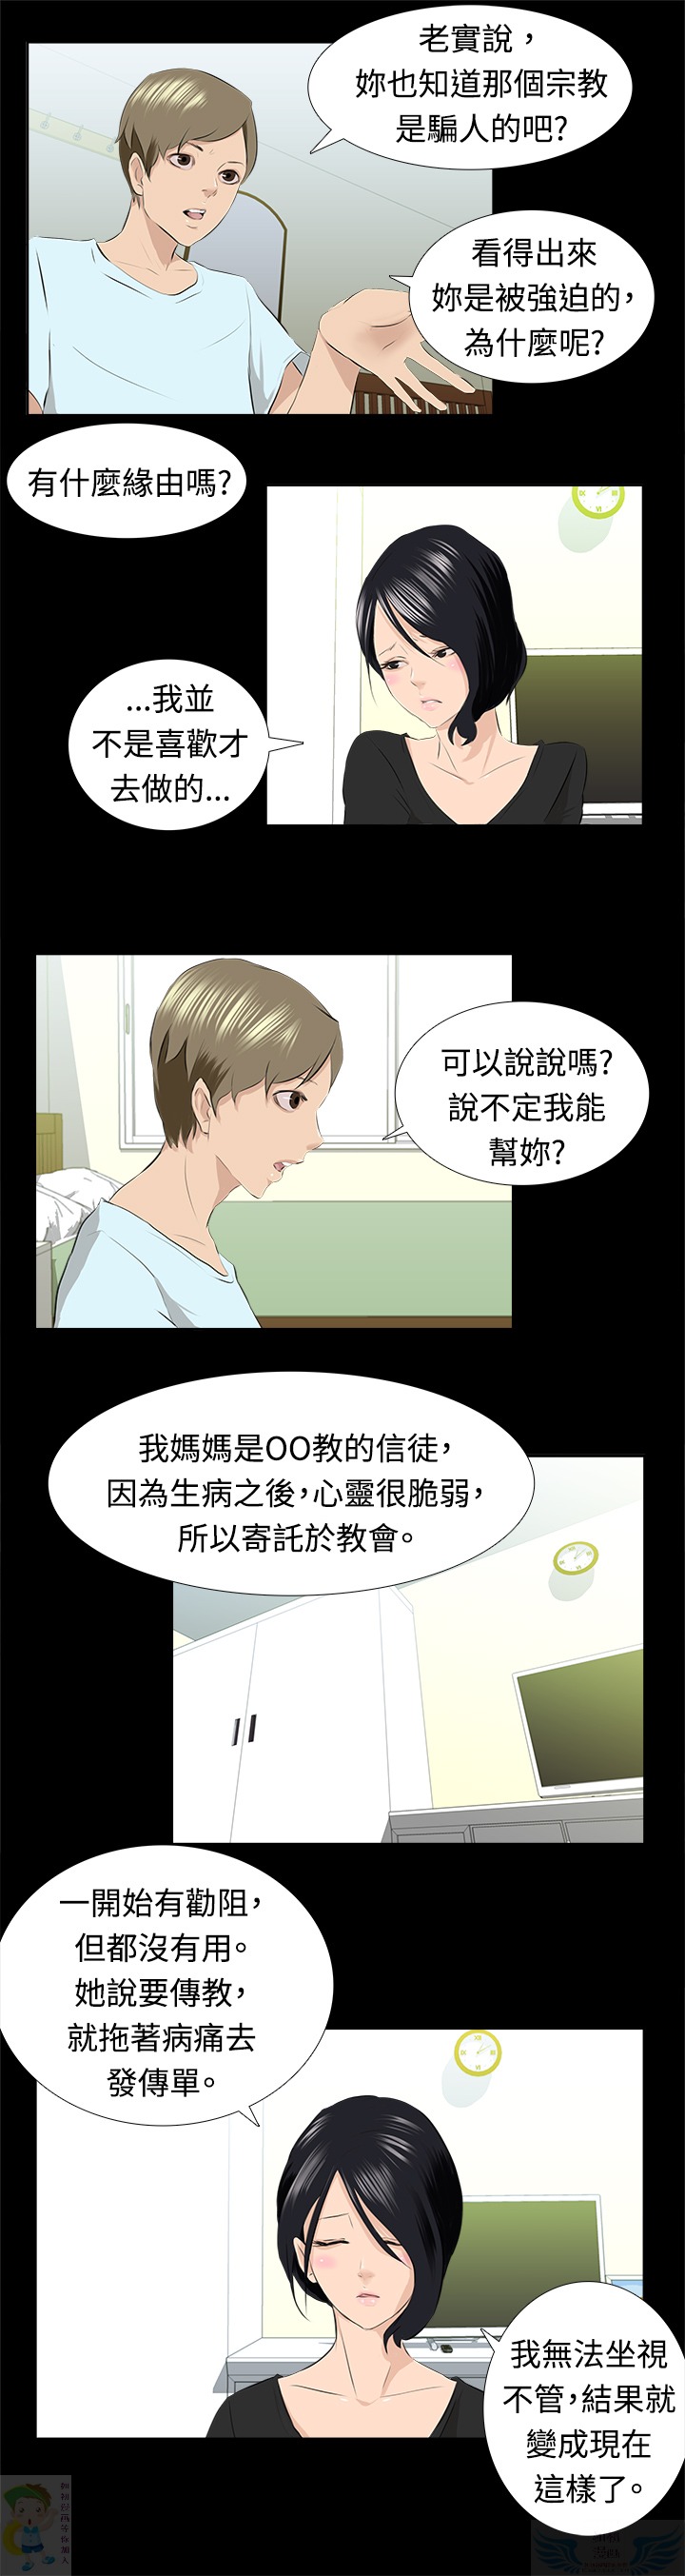 老實說，
妳也知道那個宗教
是騙人的吧?
看得出來
妳是被強迫的，
為什麼呢?
有什麼緣由嗎?
...我並
不是喜歡才
去做的...
可以說說嗎?
說不定我能
幫妳?
我媽媽是OO教的信徒，
因為生病之後，心靈很脆弱，
所以寄託於教會。
一開始有勸阻，
但都沒有用。
她說要傳教，
就拖著病痛去
發傳單。
我無法坐視
不管，結果就
變成現在
這樣了。